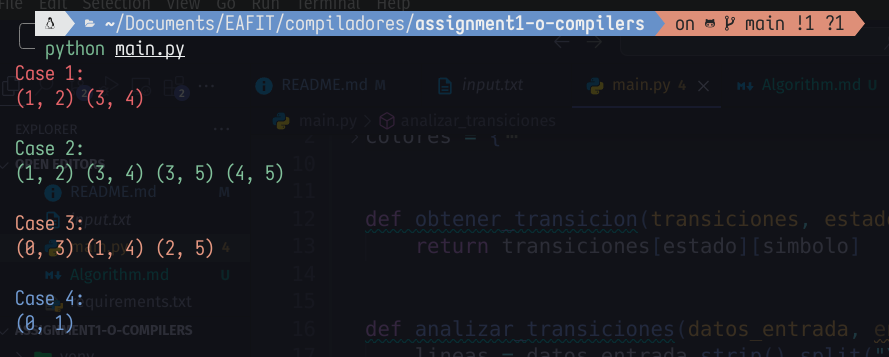 File Edit Selection View Go Run Terminal Help
~/Documents/EAFIT/compiladores/assignment1-o-compilers on main !1 ?1
python main.py
Case 1:
(1, 2) (3, 4)
Case 2:
(1, 2) (3, 4) (3, 5) (4, 5)
Case 3:
(0, 3) (1, 4) (2, 5)
Case 4:
(0, 1)
2
2
README.md M
input.txt
main.py 4
Algorithm.md U
EXPLORER
OPEN EDITORS
README.md M
input.txt
main.py 4
Algorithm.md U
requirements.txt
ASSIGNMENT1-O-COMPILERS
main.py > analizar_transiciones
9 colores = {
10
11
12 def obtener_transicion(transiciones, estad
13 return transiciones[estado][simbolo]
14
15
16 def analizar_transiciones(datos_entrada, e
lineas = datos_entrada.strip().split("